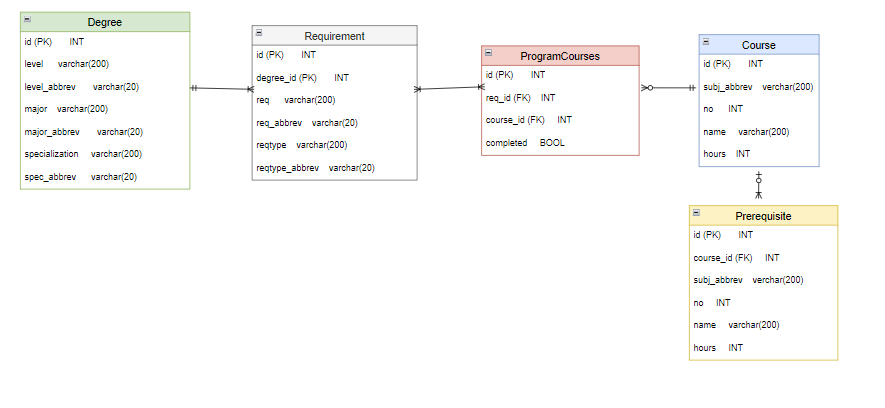 Degree
id (PK) INT
level varchar(200)
level_abbrev varchar(20)
major varchar(200)
major_abbrev varchar(20)
specialization varchar(200)
spec_abbrev varchar(20)
Requirement
id (PK) INT
degree_id (PK) INT
req varchar(200)
req_abbrev varchar(20)
reqtype varchar(200)
reqtype_abbrev varchar(20)
ProgramCourses
id (PK) INT
req_id (FK) INT
course_id (FK) INT
completed BOOL
Course
id (PK) INT
subj_abbrev verchar(200)
no INT
name varchar(200)
hours INT
Prerequisite
id (PK) INT
course_id (FK) INT
subj_abbrev verchar(200)
no INT
name varchar(200)
hours INT